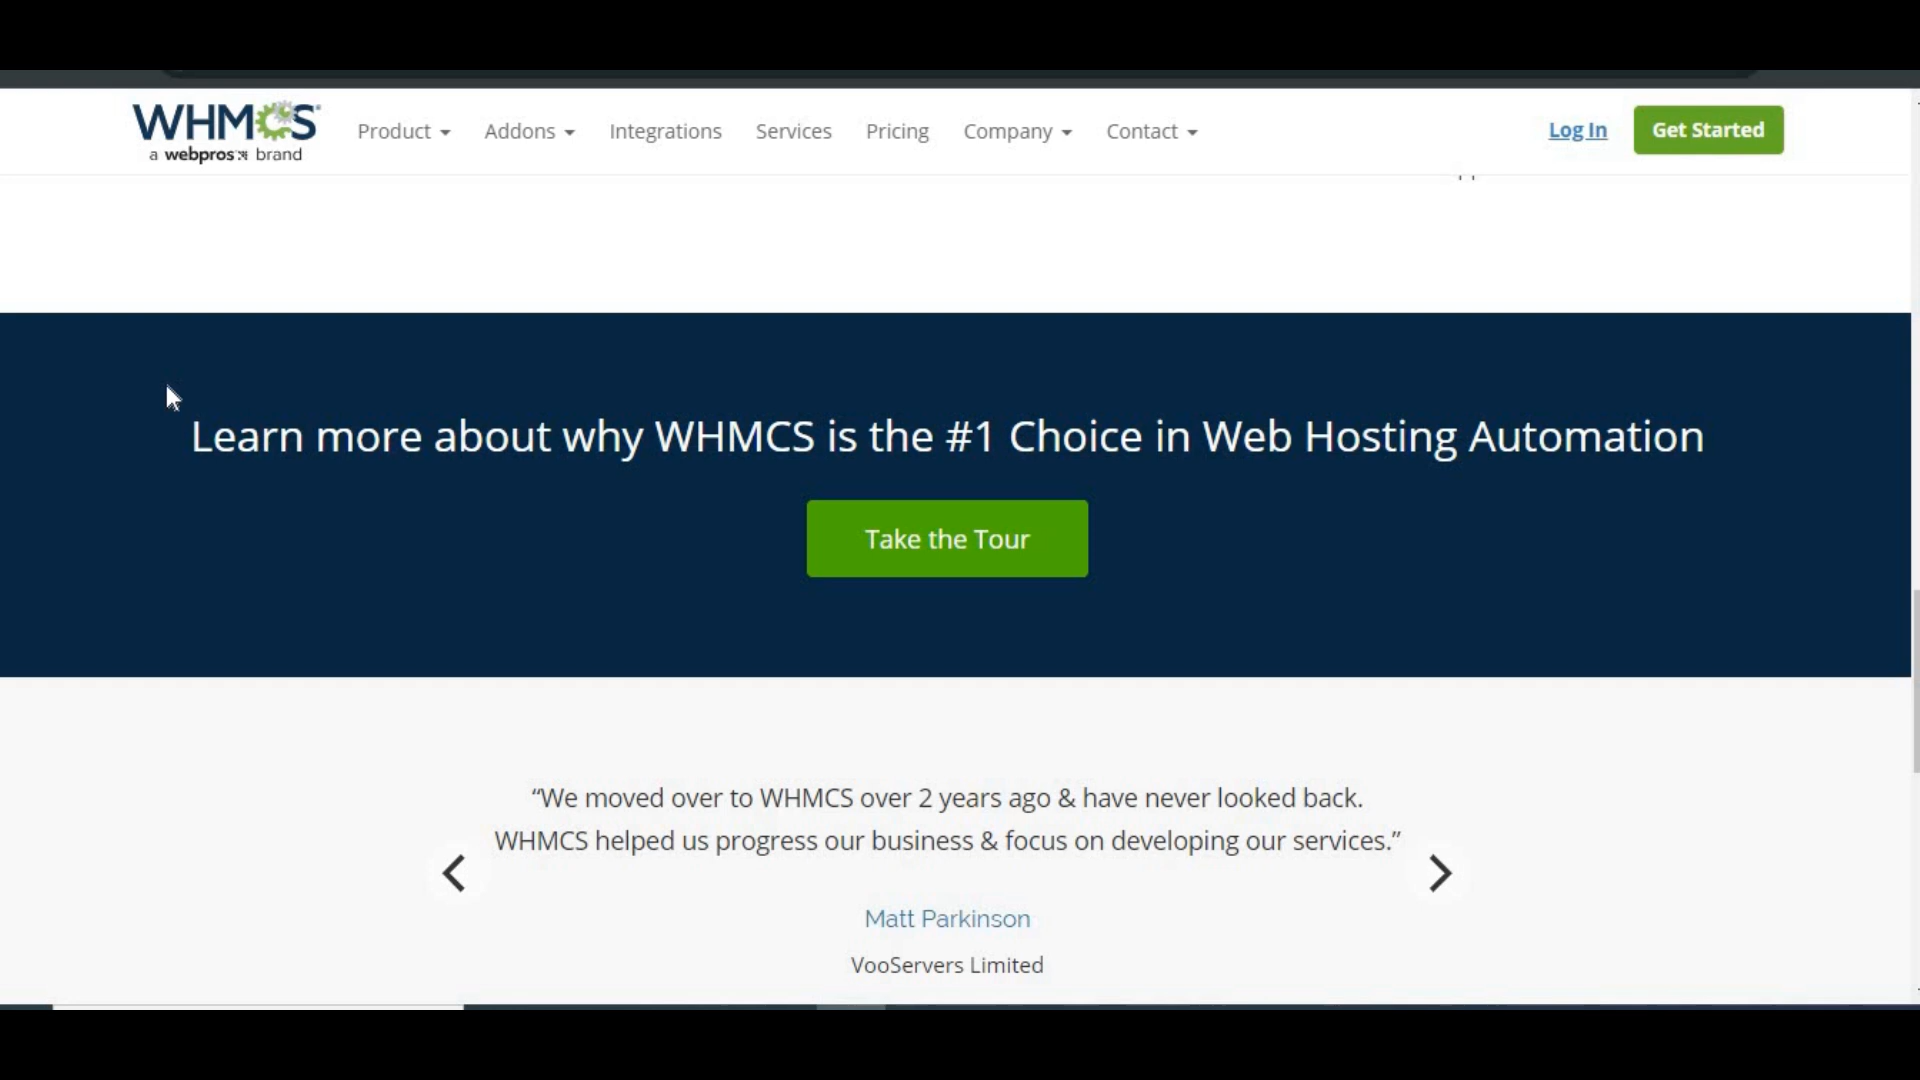 WHMCS
a webpros brand
Product
Addons
Integrations
Services
Pricing
Company
Contact
Log In
Get Started
Learn more about why WHMCS is the #1 Choice in Web Hosting Automation
Take the Tour
“We moved over to WHMCS over 2 years ago & have never looked back.
WHMCS helped us progress our business & focus on developing our services.”
Matt Parkinson
VooServers Limited